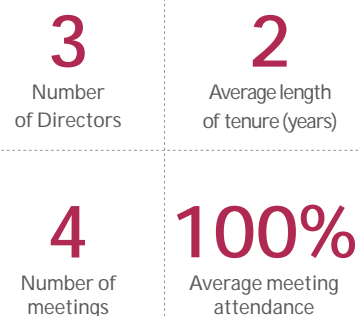 3
Number
of Directors
2
Average length
of tenure (years)
4
Number of
meetings
100%
Average meeting
attendance